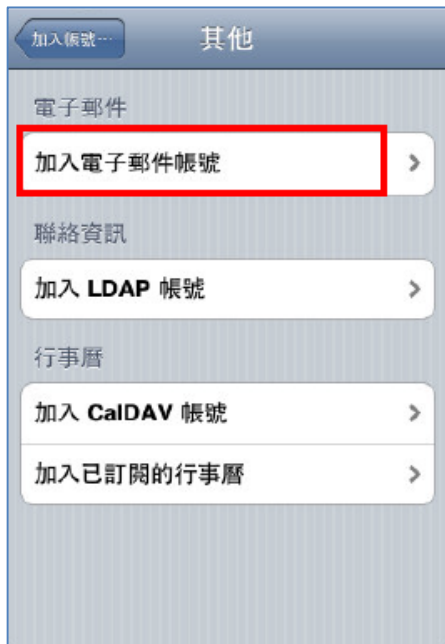 加入帳號…
其他
電子郵件
加入電子郵件帳號
聯絡資訊
加入 LDAP 帳號
行事曆
加入 CalDAV 帳號
加入已訂閱的行事曆